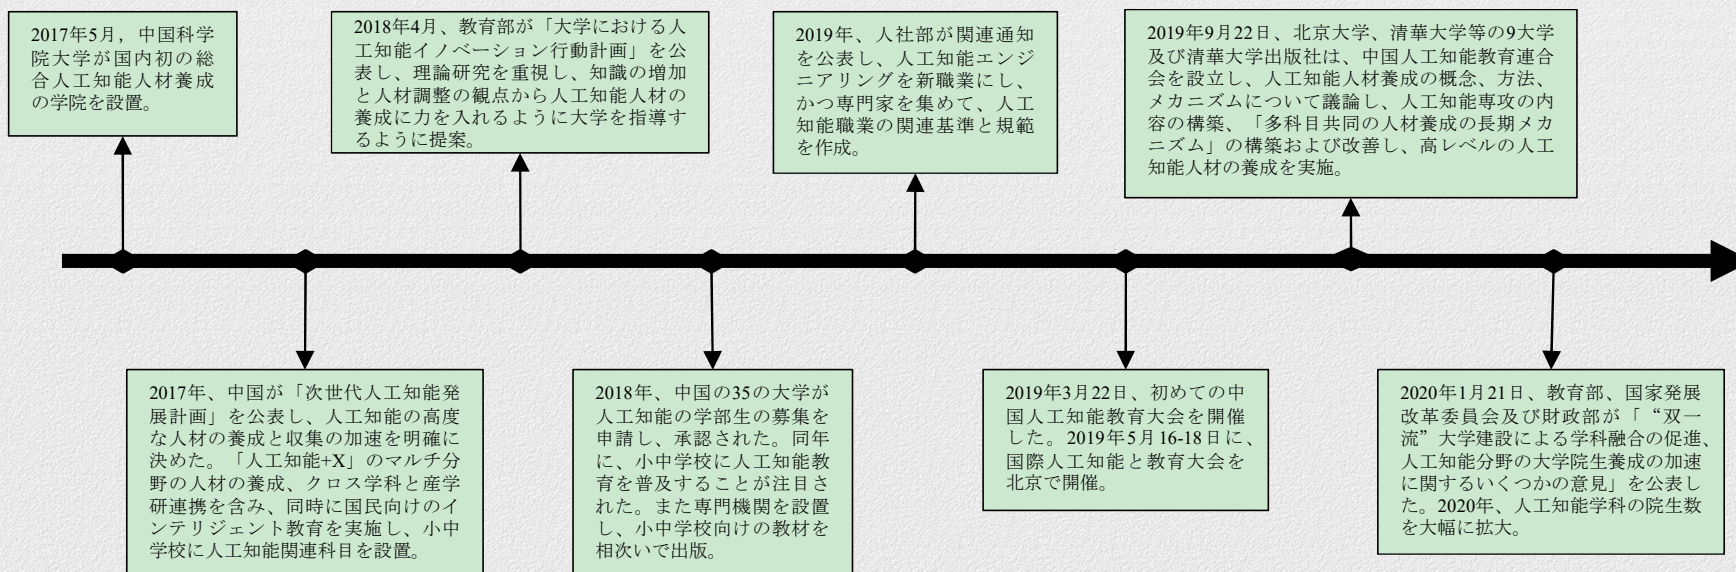 2017年5月，中国科学
院大学が国内初の総
合人工知能人材養成
の学院を設置。
2018年4月、教育部が「大学における人
工知能イノベーション行動計画」を公
表し、理論研究を重視し、知識の増加
と人材調整の観点から人工知能人材の
養成に力を入れるように大学を指導す
るように提案。
2019年、人社部が関連通知
を公表し、人工知能エンジ
ニアリングを新職業にし、
かつ専門家を集めて、人工
知能職業の関連基準と規範
を作成。
2019年9月22日、北京大学、清華大学等の9大学
及び清華大学出版社は、中国人工知能教育連合
会を設立し、人工知能人材養成の概念、方法、
メカニズムについて議論し、人工知能専攻の内
容の構築、「多科目共同の人材養成の長期メカ
ニズム」の構築および改善し、高レベルの人工
知能人材の養成を実施。
2017年、中国が「次世代人工知能発
展計画」を公表し、人工知能の高度
な人材の養成と収集の加速を明確に
決めた。「人工知能+X」のマルチ分
野の人材の養成、クロス学科と産学
研連携を含み、同時に国民向けのイ
ンテリジェント教育を実施し、小中
学校に人工知能関連科目を設置。
2018年、中国の35の大学が
人工知能の学部生の募集を
申請し、承認された。同年
に、小中学校に人工知能教
育を普及することが注目さ
れた。また専門機関を設置
し、小中学校向けの教材を
相次いで出版。
2019年3月22日、初めての中
国人工知能教育大会を開催
した。2019年5月16-18日に、
国際人工知能と教育大会を
北京で開催。
2020年1月21日、教育部、国家発展
改革委員会及び財政部が「“双一
流”大学建設による学科融合の促進、
人工知能分野の大学院生養成の加速
に関するいくつかの意見」を公表し
た。2020年、人工知能学科の院生数
を大幅に拡大。